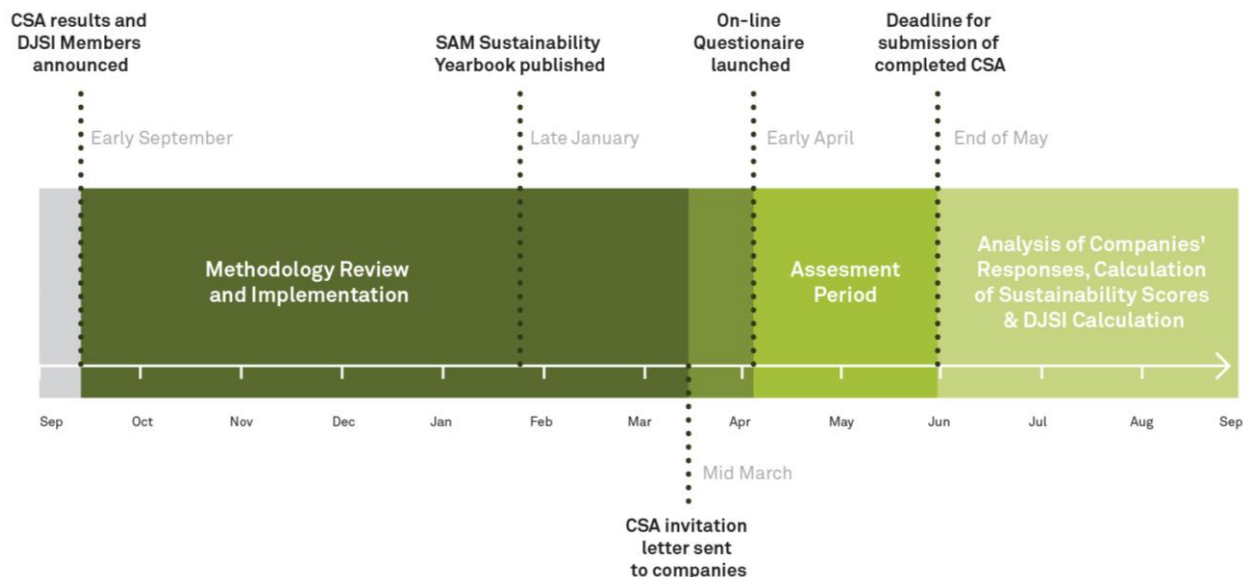 CSA results and
DJSI Members
announced
SAM Sustainability
Yearbook published
On-line
Questionaire
launched
Deadline for
submission of
completed CSA
Early September
Late January
Early April
End of May
Methodology Review
and Implementation
Assesment
Period
Analysis of Companies'
Responses, Calculation
of Sustainability Scores
& DJSI Calculation
Sep Oct Nov Dec Jan Feb Mar Apr May Jun Jul Aug Sep
Mid March
CSA invitation
letter sent
to companies